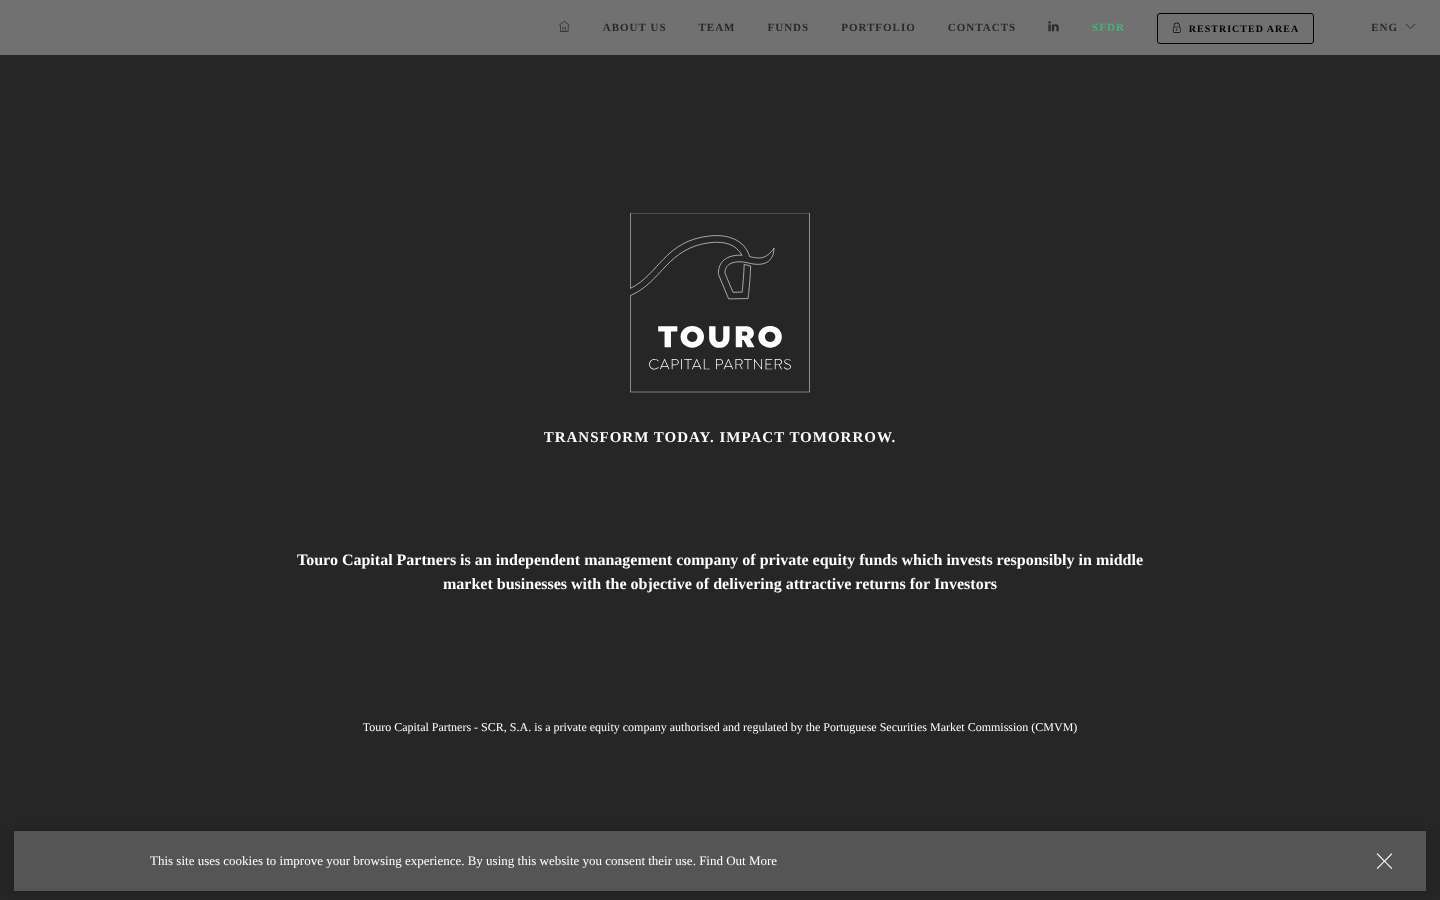 ABOUT US TEAM FUNDS PORTFOLIO CONTACTS in SFDR RESTRICTED AREA ENG
TOURO
CAPITAL PARTNERS
TRANSFORM TODAY. IMPACT TOMORROW.
Touro Capital Partners is an independent management company of private equity funds which invests responsibly in middle
market businesses with the objective of delivering attractive returns for Investors
Touro Capital Partners - SCR, S.A. is a private equity company authorised and regulated by the Portuguese Securities Market Commission (CMVM)
This site uses cookies to improve your browsing experience. By using this website you consent their use. Find Out More